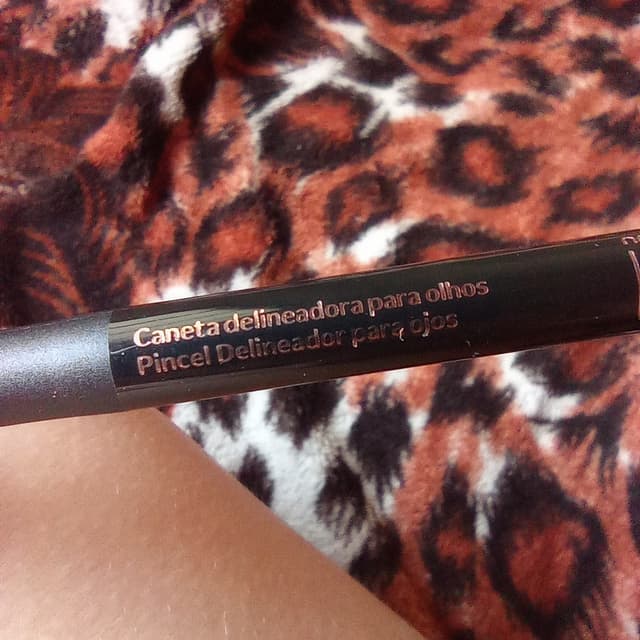 Caneta delineadora para olhos
Pincel Delineador para ojos